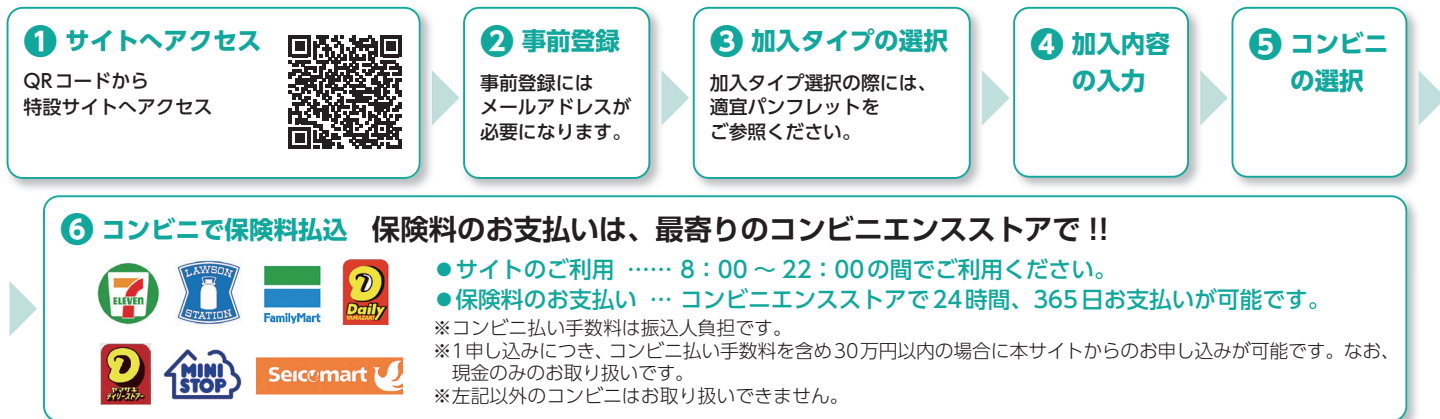 ❶ サイトへアクセス
QRコードから
特設サイトへアクセス
❷ 事前登録
事前登録には
メールアドレスが
必要になります。
❸ 加入タイプの選択
加入タイプ選択の際には、
適宜パンフレットを
ご参照ください。
❹ 加入内容
の入力
❺ コンビニ
の選択
❻ コンビニで保険料払込 保険料のお支払いは、最寄りのコンビニエンスストアで !!
7 ELEVEN
LAWSON
STATION
FamilyMart
Daily
YAMAZAKI
ヤマザキ
デイリーストアー
MINI
STOP
Seicomart
●サイトのご利用 …… 8：00 ～ 22：00の間でご利用ください。
●保険料のお支払い … コンビニエンスストアで24時間、365日お支払いが可能です。
※コンビニ払い手数料は振込人負担です。
※1申し込みにつき、コンビニ払い手数料を含め30万円以内の場合に本サイトからのお申し込みが可能です。なお、
現金のみのお取り扱いです。
※左記以外のコンビニはお取り扱いできません。